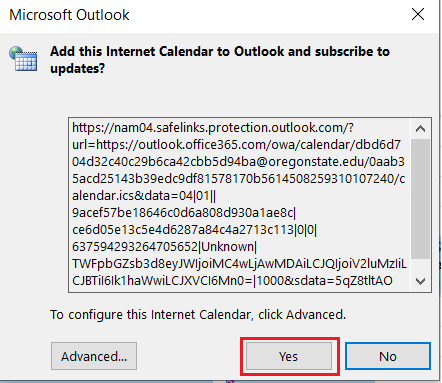 Microsoft Outlook
Add this Internet Calendar to Outlook and subscribe to
updates?
https://nam04.safelinks.protection.outlook.com/?
url=https://outlook.office365.com/owa/calendar/dbd6d7
04d32c40c29b6ca42cbb5d94ba@oregonstate.edu/0aab3
5acd25143b39edc9df81578170b5614508259310107240/c
alendar.ics&data=04|01||
9acef57be18646c0d6a808d930a1ae8c|
ce6d05e13c5e4d6287a84c4a2713c113|0|0|
637594293264705652|Unknown|
TWFpbGZsb3d8eyJWIjoiMC4wLjAwMDAiLCJQIjoiV2luMzIiL
CJBTiI6Ik1haWwiLCJXVCI6Mn0=|1000&sdata=5qZ8tltAO
To configure this Internet Calendar, click Advanced.
Advanced...
Yes
No